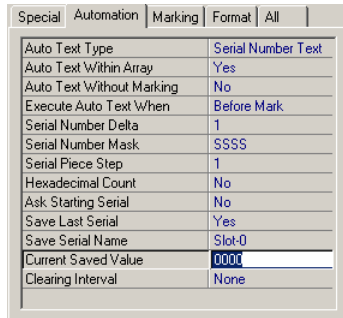 Special Automation Marking Format All
Auto Text Type Serial Number Text
Auto Text Within Array Yes
Auto Text Without Marking No
Execute Auto Text When Before Mark
Serial Number Delta 1
Serial Number Mask SSSS
Serial Piece Step 1
Hexadecimal Count No
Ask Starting Serial No
Save Last Serial Yes
Save Serial Name Slot-0
Current Saved Value 0000
Clearing Interval None